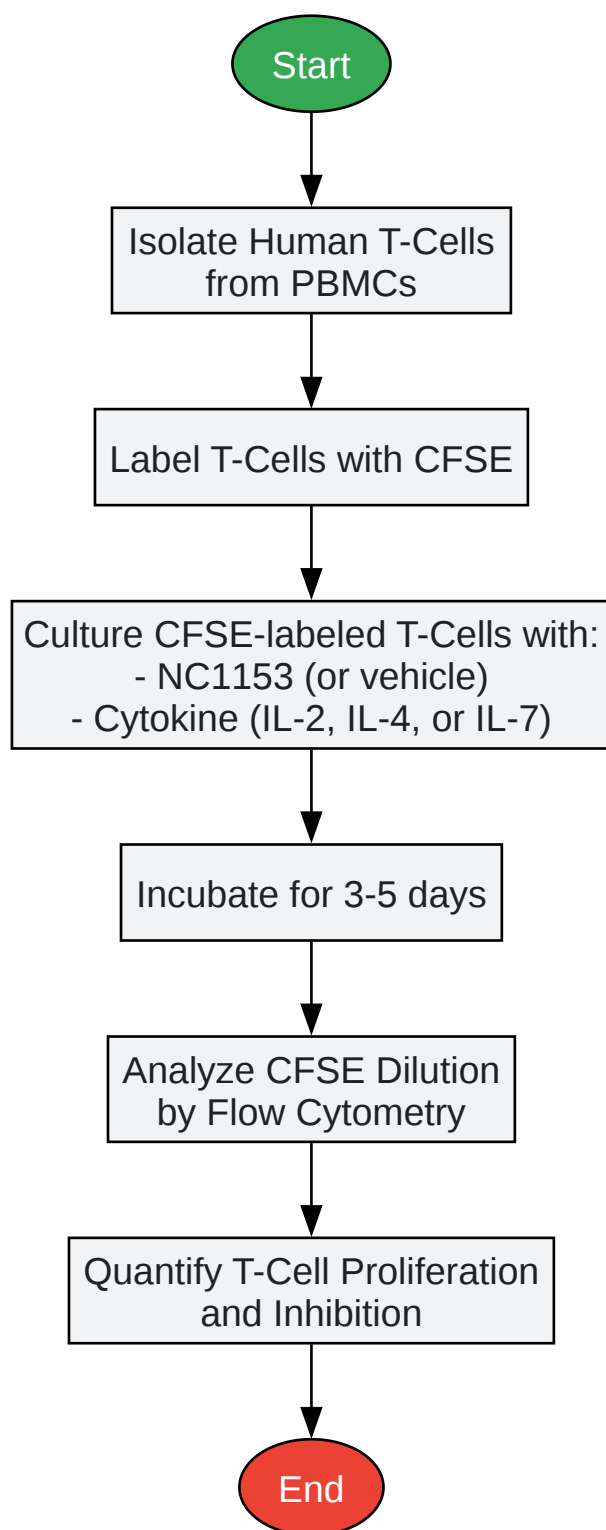 Start
Isolate Human T-Cells
from PBMCs
Label T-Cells with CFSE
Culture CFSE-labeled T-Cells with:
- NC1153 (or vehicle)
- Cytokine (IL-2, IL-4, or IL-7)
Incubate for 3-5 days
Analyze CFSE Dilution
by Flow Cytometry
Quantify T-Cell Proliferation
and Inhibition
End